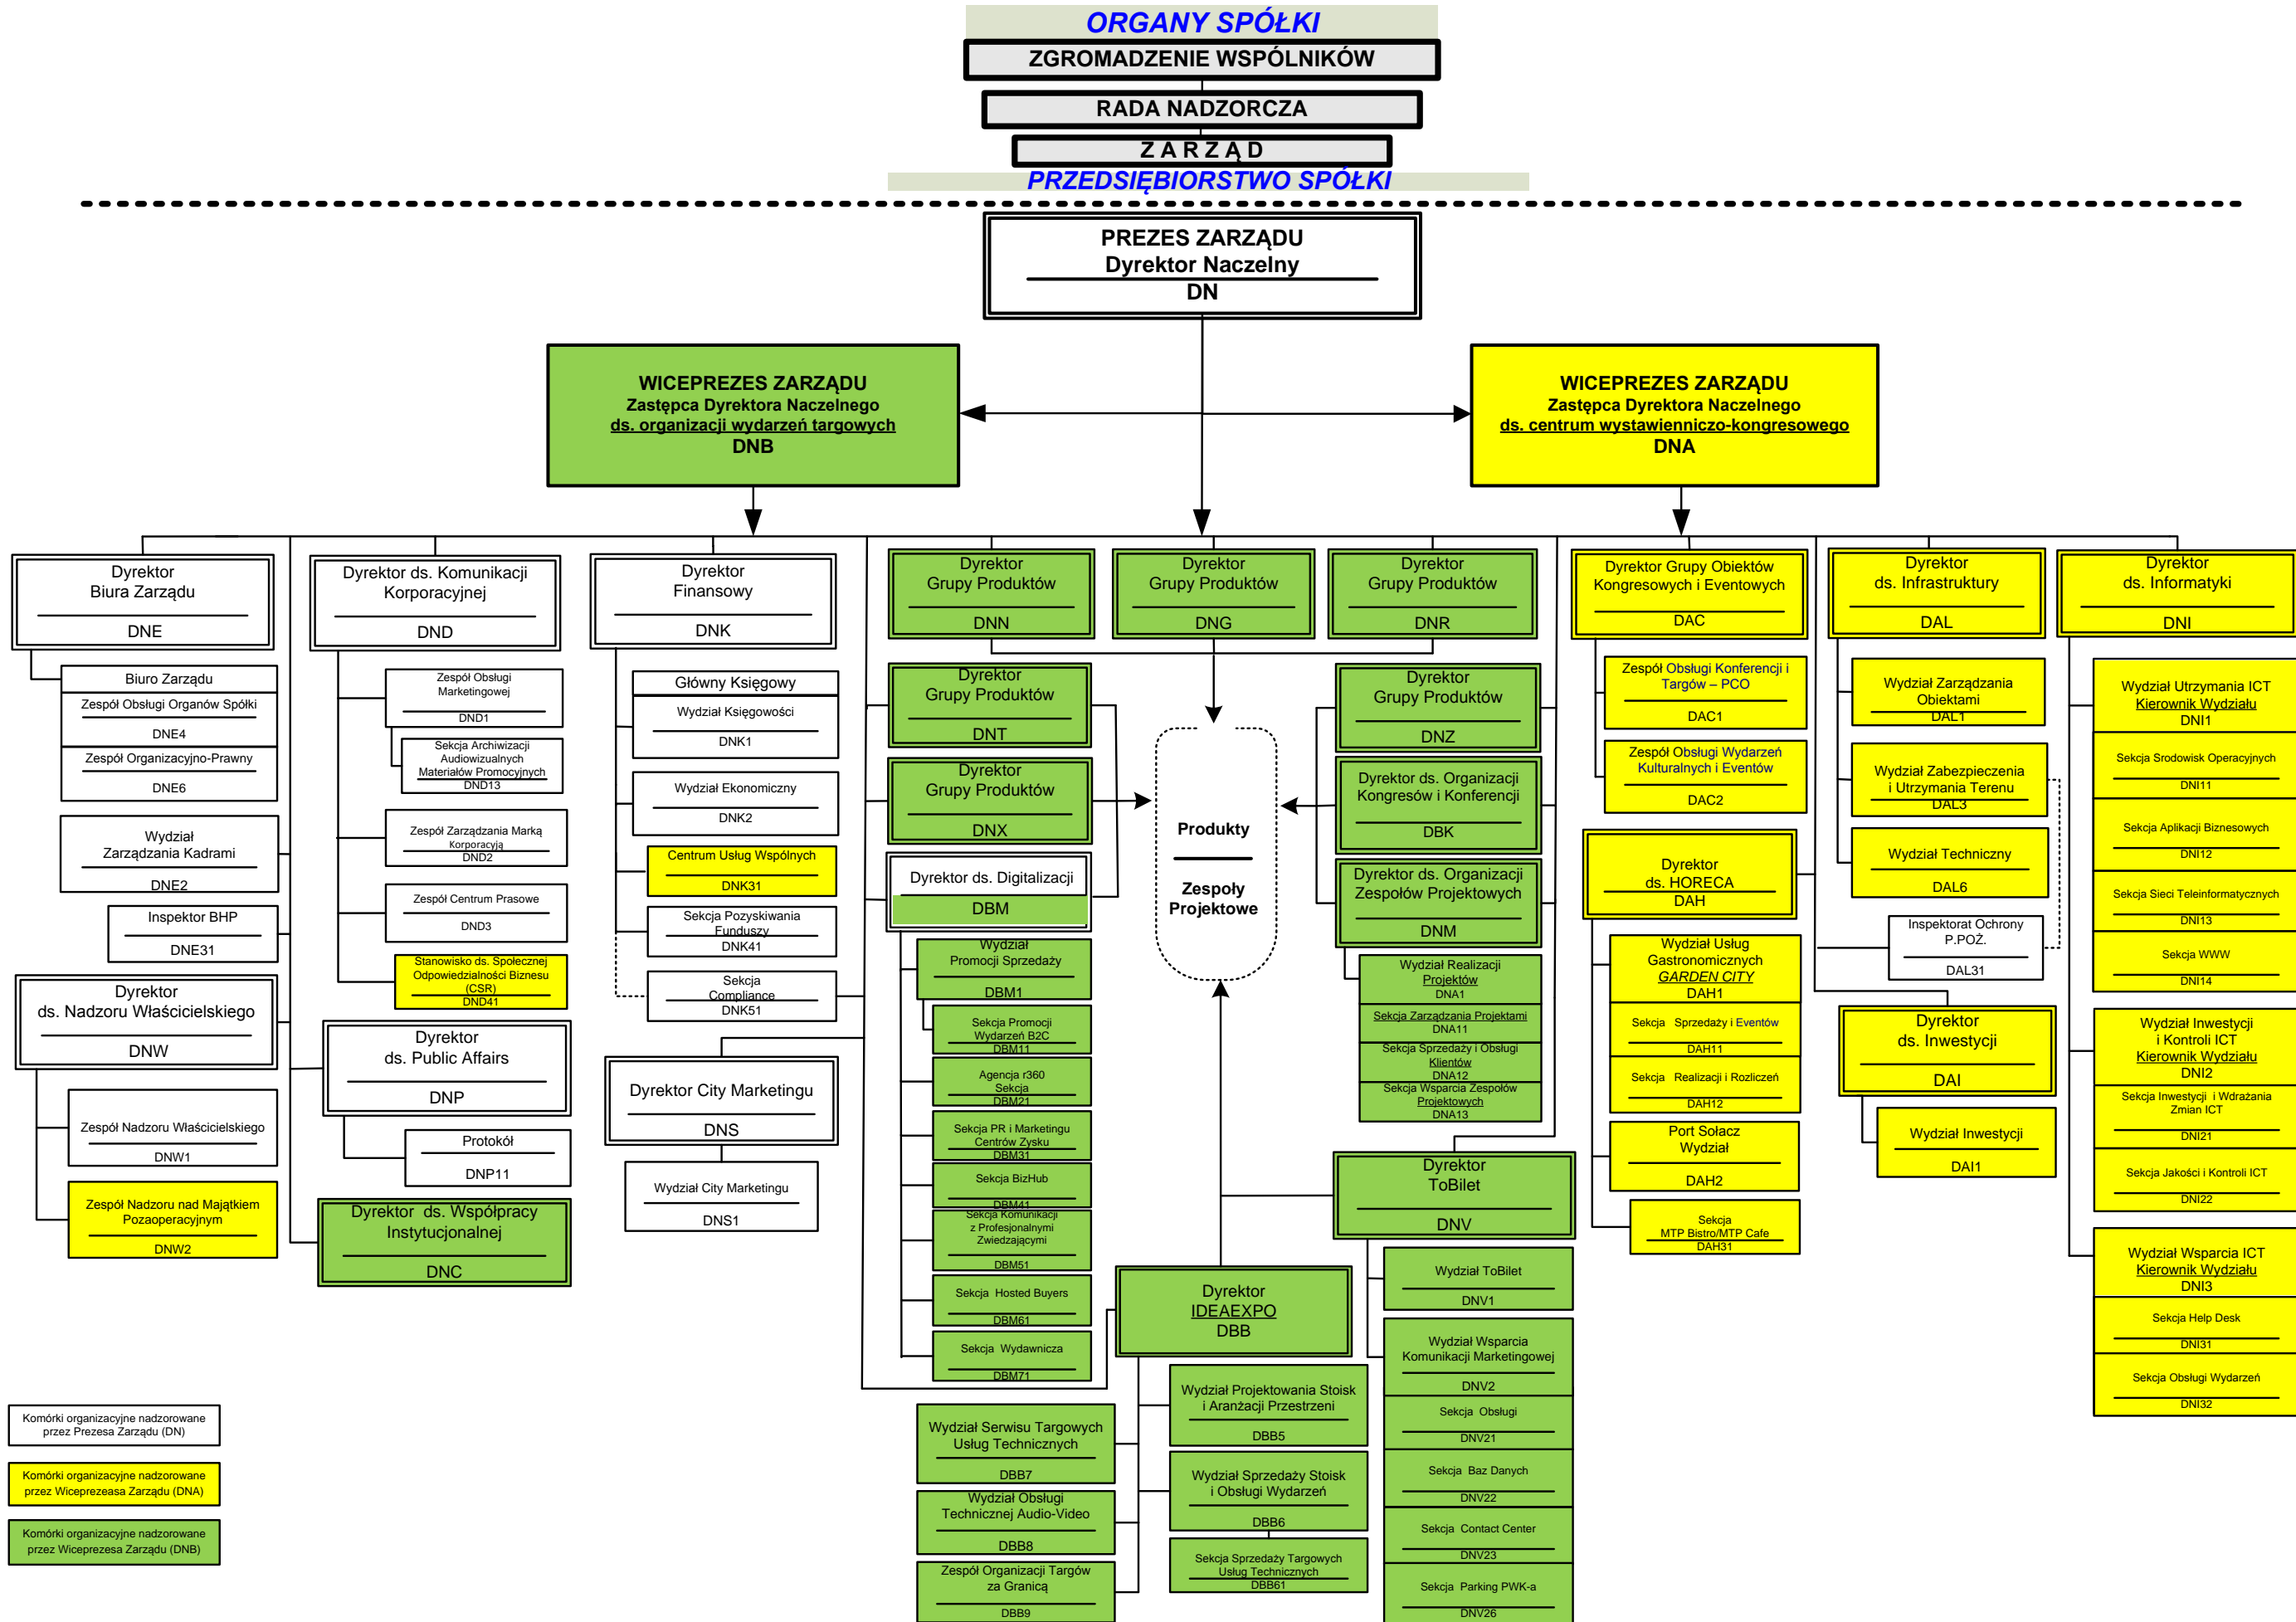 ORGANY SPÓŁKI
ZGROMADZENIE WSPÓLNIKÓW
RADA NADZORCZA
Z A R Z Ą D
PRZEDSIĘBIORSTWO SPÓŁKI
PREZES ZARZĄDU
Dyrektor Naczelny
DN
WICEPREZES ZARZĄDU
Zastępca Dyrektora Naczelnego
ds. organizacji wydarzeń targowych
DNB
WICEPREZES ZARZĄDU
Zastępca Dyrektora Naczelnego
ds. centrum wystawienniczo-kongresowego
DNA
Dyrektor
Biura Zarządu
DNE
Biuro Zarządu
Zespół Obsługi Organów Spółki
DNE4
Zespół Organizacyjno-Prawny
DNE6
Wydział
Zarządzania Kadrami
DNE2
Inspektor BHP
DNE31
Dyrektor
ds. Nadzoru Właścicielskiego
DNW
Zespół Nadzoru Właścicielskiego
DNW1
Zespół Nadzoru nad Majątkiem
Pozaoperacyjnym
DNW2
Dyrektor ds. Komunikacji
Korporacyjnej
DND
Zespół Obsługi
Marketingowej
DND1
Sekcja Archiwizacji
Audiowizualnych
Materiałów Promocyjnych
DND13
Zespół Zarządzania Marką
Korporacyją
DND2
Zespół Centrum Prasowe
DND3
Stanowisko ds. Społecznej
Odpowiedzialności Biznesu
(CSR)
DND41
Dyrektor
ds. Public Affairs
DNP
Protokół
DNP11
Dyrektor ds. Współpracy
Instytucjonalnej
DNC
Dyrektor
Finansowy
DNK
Główny Księgowy
Wydział Księgowości
DNK1
Wydział Ekonomiczny
DNK2
Centrum Usług Wspólnych
DNK31
Sekcja Pozyskiwania
Funduszy
DNK41
Sekcja
Compliance
DNK51
Dyrektor City Marketingu
DNS
Wydział City Marketingu
DNS1
Dyrektor
Grupy Produktów
DNN
Dyrektor
Grupy Produktów
DNG
Dyrektor
Grupy Produktów
DNR
Dyrektor
Grupy Produktów
DNT
Dyrektor
Grupy Produktów
DNX
Dyrektor ds. Digitalizacji
DBM
Wydział
Promocji Sprzedaży
DBM1
Sekcja Promocji
Wydarzeń B2C
DBM11
Agencja r360
Sekcja
DBM21
Sekcja PR i Marketingu
Centrów Zysku
DBM31
Sekcja BizHub
DBM41
Sekcja Komunikacji
z Profesjonalnymi
Zwiedzającymi
DBM51
Sekcja Hosted Buyers
DBM61
Sekcja Wydawnicza
DBM71
Produkty
Zespoły
Projektowe
Dyrektor
Grupy Produktów
DNZ
Dyrektor ds. Organizacji
Kongresów i Konferencji
DBK
Dyrektor ds. Organizacji
Zespołów Projektowych
DNM
Wydział Realizacji
Projektów
DNA1
Sekcja Zarządzania Projektami
DNA11
Sekcja Sprzedaży i Obsługi
Klientów
DNA12
Sekcja Wsparcia Zespołów
Projektowych
DNA13
Dyrektor
ToBilet
DNV
Wydział ToBilet
DNV1
Wydział Wsparcia
Komunikacji Marketingowej
DNV2
Sekcja Obsługi
DNV21
Sekcja Baz Danych
DNV22
Sekcja Contact Center
DNV23
Sekcja Parking PWK-a
DNV26
Dyrektor
IDEAEXPO
DBB
Wydział Projektowania Stoisk
i Aranżacji Przestrzeni
DBB5
Wydział Sprzedaży Stoisk
i Obsługi Wydarzeń
DBB6
Sekcja Sprzedaży Targowych
Usług Technicznych
DBB61
Wydział Serwisu Targowych
Usług Technicznych
DBB7
Wydział Obsługi
Technicznej Audio-Video
DBB8
Zespół Organizacji Targów
za Granicą
DBB9
Dyrektor Grupy Obiektów
Kongresowych i Eventowych
DAC
Zespół Obsługi Konferencji i
Targów – PCO
DAC1
Zespół Obsługi Wydarzeń
Kulturalnych i Eventów
DAC2
Dyrektor
ds. HORECA
DAH
Wydział Usług
Gastronomicznych
GARDEN CITY
DAH1
Sekcja Sprzedaży i Eventów
DAH11
Sekcja Realizacji i Rozliczeń
DAH12
Port Sołacz
Wydział
DAH2
Sekcja
MTP Bistro/MTP Cafe
DAH31
Dyrektor
ds. Infrastruktury
DAL
Wydział Zarządzania
Obiektami
DAL1
Wydział Zabezpieczenia
i Utrzymania Terenu
DAL3
Wydział Techniczny
DAL6
Inspektorat Ochrony
P.POŻ.
DAL31
Dyrektor
ds. Inwestycji
DAI
Wydział Inwestycji
DAI1
Dyrektor
ds. Informatyki
DNI
Wydział Utrzymania ICT
Kierownik Wydziału
DNI1
Sekcja Srodowisk Operacyjnych
DNI11
Sekcja Aplikacji Biznesowych
DNI12
Sekcja Sieci Teleinformatycznych
DNI13
Sekcja WWW
DNI14
Wydział Inwestycji
i Kontroli ICT
Kierownik Wydziału
DNI2
Sekcja Inwestycji i Wdrażania
Zmian ICT
DNI21
Sekcja Jakości i Kontroli ICT
DNI22
Wydział Wsparcia ICT
Kierownik Wydziału
DNI3
Sekcja Help Desk
DNI31
Sekcja Obsługi Wydarzeń
DNI32
Komórki organizacyjne nadzorowane
przez Prezesa Zarządu (DN)
Komórki organizacyjne nadzorowane
przez Wiceprezeasa Zarządu (DNA)
Komórki organizacyjne nadzorowane
przez Wiceprezesa Zarządu (DNB)